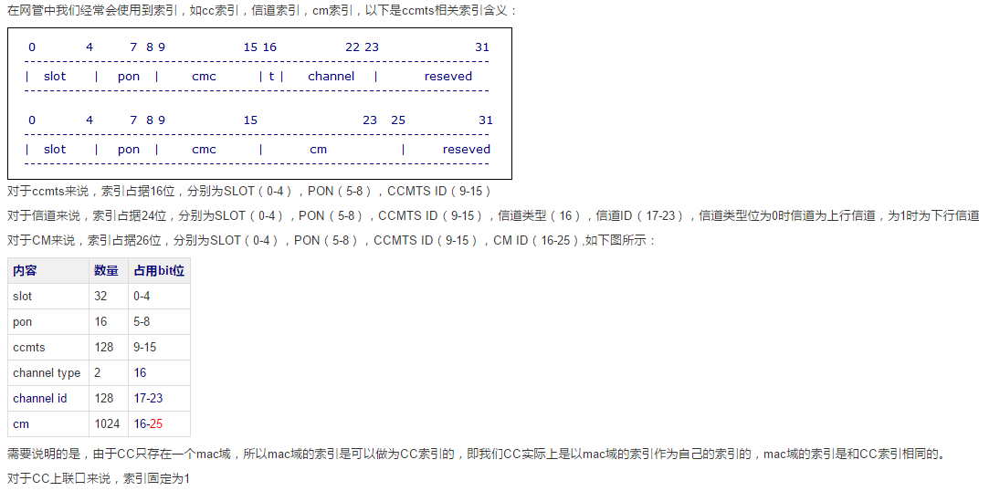 在网管中我们经常会使用到索引，如cc索引，信道索引，cm索引，以下是ccmts相关索引含义：
0 4 7 8 9 15 16 22 23 31
| slot | pon | cmc | t | channel | reseved
0 4 7 8 9 15 23 25 31
| slot | pon | cmc | cm | reseved
对于ccmts来说，索引占据16位，分别为SLOT（0-4），PON（5-8），CCMTS ID（9-15）
对于信道来说，索引占据24位，分别为SLOT（0-4），PON（5-8），CCMTS ID（9-15），信道类型（16），信道ID（17-23），信道类型位为0时信道为上行信道，为1时为下行信道
对于CM来说，索引占据26位，分别为SLOT（0-4），PON（5-8），CCMTS ID（9-15），CM ID（16-25）,如下图所示：
内容 数量 占用bit位
slot 32 0-4
pon 16 5-8
ccmts 128 9-15
channel type 2 16
channel id 128 17-23
cm 1024 16-25
需要说明的是，由于CC只存在一个mac域，所以mac域的索引是可以做为CC索引的，即我们CC实际上是以mac域的索引作为自己的索引的，mac域的索引是和CC索引相同的。
对于CC上联口来说，索引固定为1